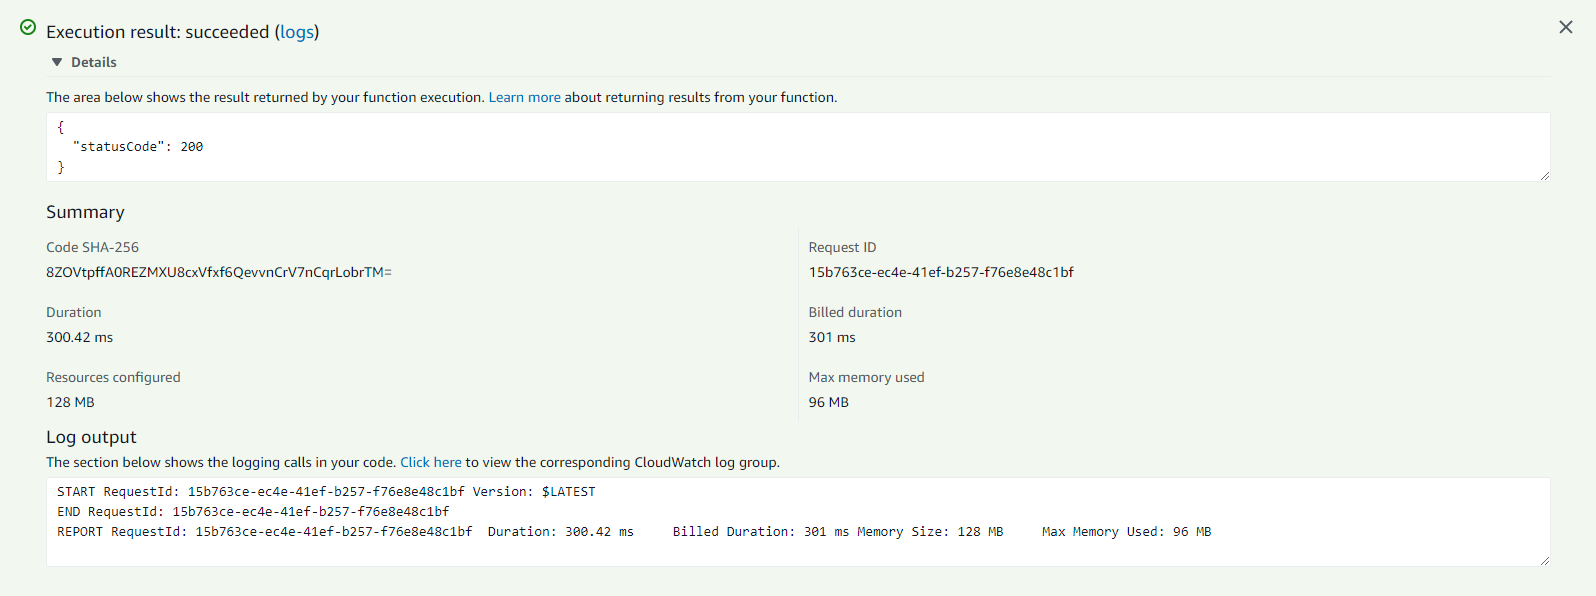 Execution result: succeeded (logs)
Details
The area below shows the result returned by your function execution. Learn more about returning results from your function.
{
"statusCode": 200
}
Summary
Code SHA-256
8ZOVtpffA0REZMXU8cxVfxf6QevvnCrV7nCqrLobrTM=
Request ID
15b763ce-ec4e-41ef-b257-f76e8e48c1bf
Duration
300.42 ms
Billed duration
301 ms
Resources configured
128 MB
Max memory used
96 MB
Log output
The section below shows the logging calls in your code. Click here to view the corresponding CloudWatch log group.
START RequestId: 15b763ce-ec4e-41ef-b257-f76e8e48c1bf Version: $LATEST
END RequestId: 15b763ce-ec4e-41ef-b257-f76e8e48c1bf
REPORT RequestId: 15b763ce-ec4e-41ef-b257-f76e8e48c1bf Duration: 300.42 ms Billed Duration: 301 ms Memory Size: 128 MB Max Memory Used: 96 MB